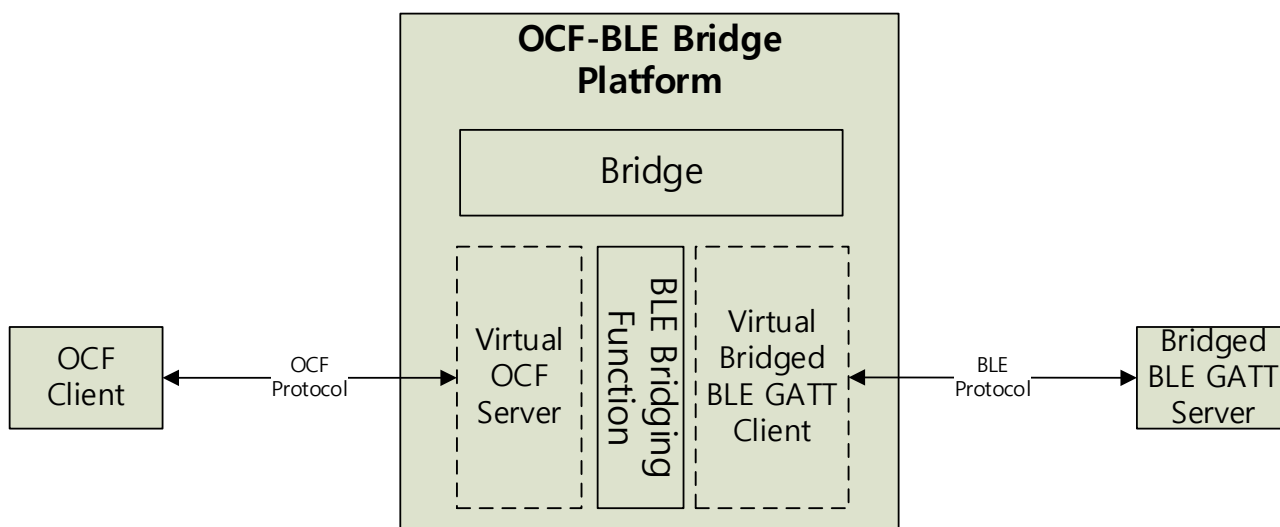 OCF-BLE Bridge
Platform
Bridge
OCF
Client
OCF
Protocol
Virtual
OCF
Server
BLE Bridging
Function
Virtual
Bridged
BLE GATT
Client
BLE
Protocol
Bridged
BLE GATT
Server